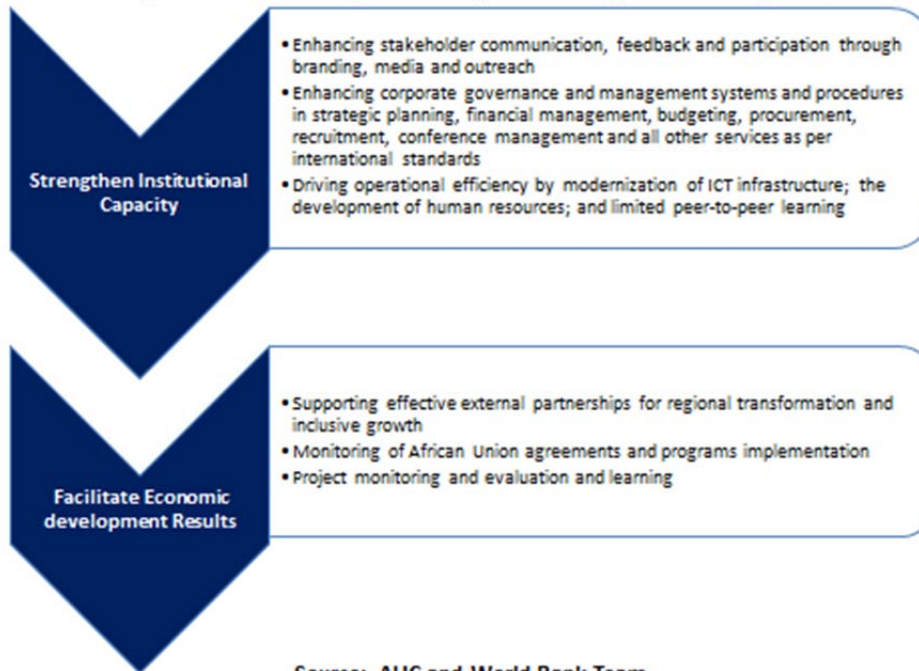 • Enhancing stakeholder communication, feedback and participation through
branding, media and outreach
• Enhancing corporate governance and management systems and procedures
in strategic planning, financial management, budgeting, procurement,
recruitment, conference management and all other services as per
international standards
• Driving operational efficiency by modernization of ICT infrastructure; the
development of human resources; and limited peer-to-peer learning
Strengthen Institutional
Capacity
• Supporting effective external partnerships for regional transformation and
inclusive growth
• Monitoring of African Union agreements and programs implementation
• Project monitoring and evaluation and learning
Facilitate Economic
development Results
Source: AUC and World Bank Team